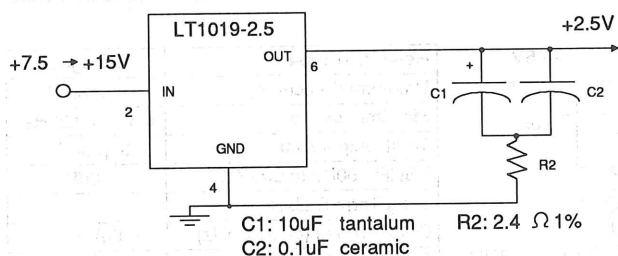 LT1019-2.5
+2.5V
OUT
6
+7.5 → +15V
+
C1
C2
IN
2
GND
R2
4
C1: 10uF tantalum
R2: 2.4 Ω 1%
C2: 0.1uF ceramic